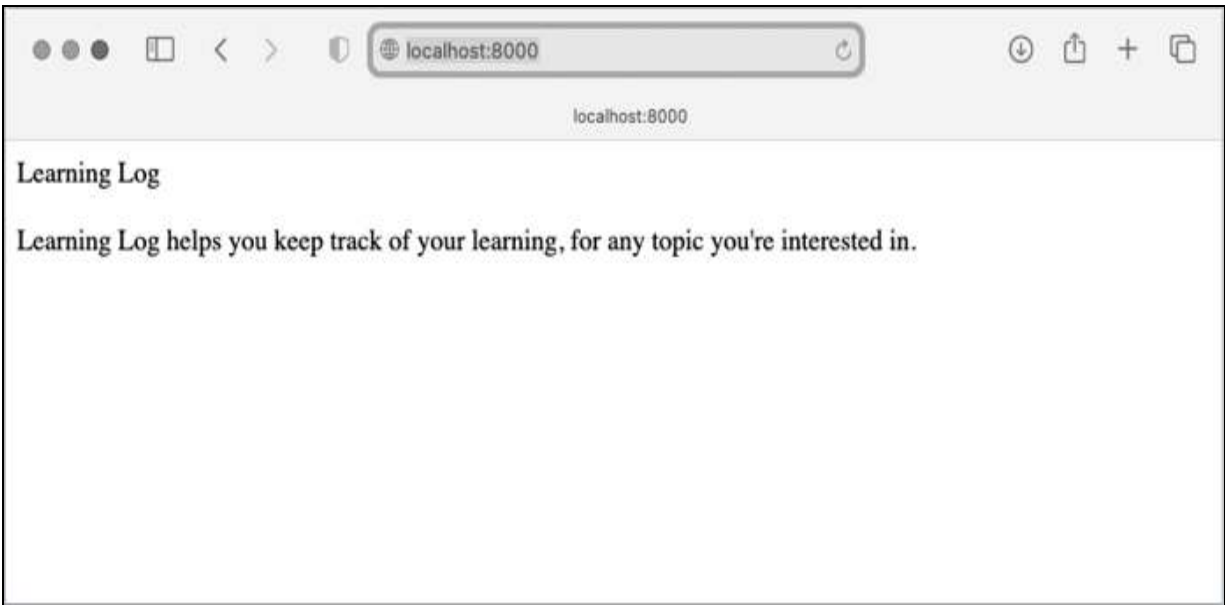 localhost:8000
localhost:8000
Learning Log
Learning Log helps you keep track of your learning, for any topic you're interested in.